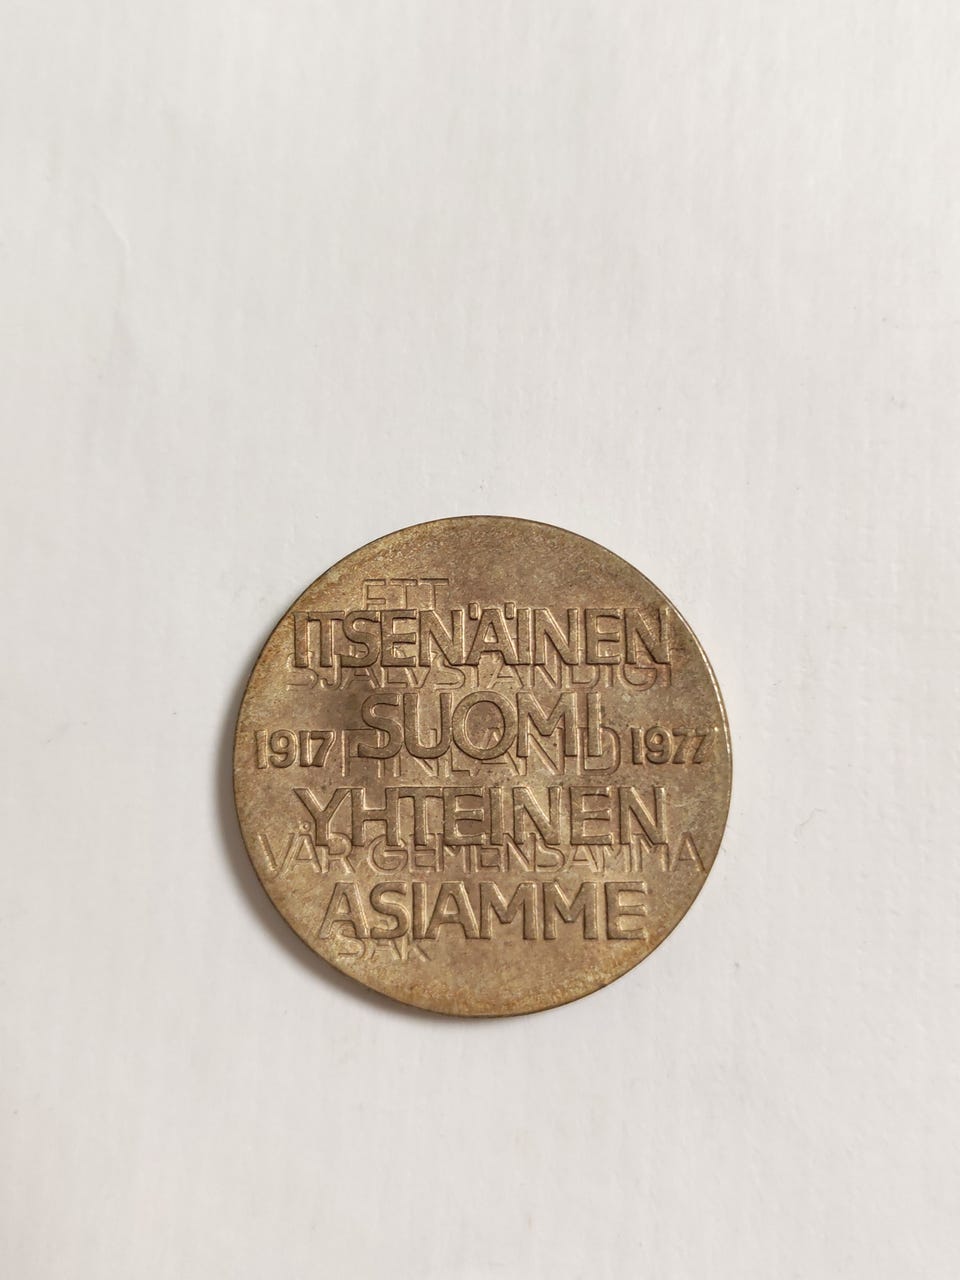 ETT
ITSENÄINEN
SJÄLVSTÄNDIGT
SUOMI
1917 FINLAND 1977
YHTEINEN
VÅR GEMENSAMMA
ASIAMME
SAK